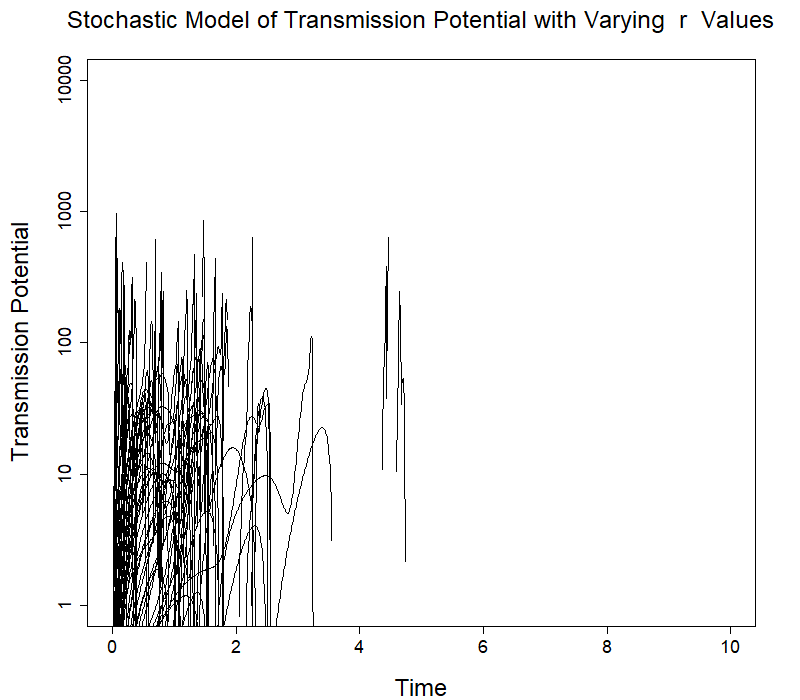 Stochastic Model of Transmission Potential with Varying r Values
10000
1000
100
10
1
Transmission Potential
0 2 4 6 8 10
Time